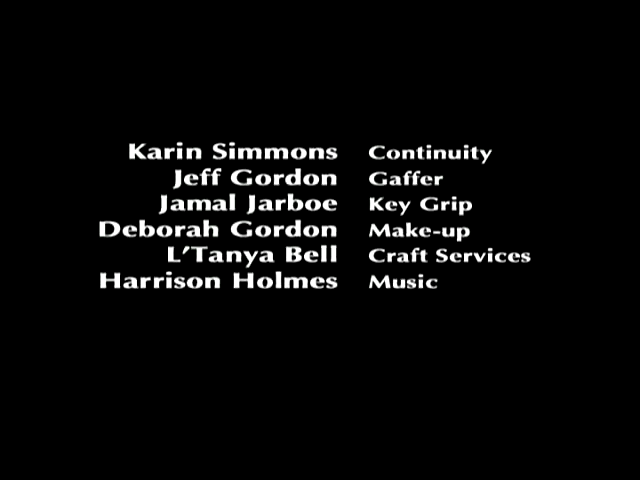 Karin Simmons Continuity
Jeff Gordon Gaffer
Jamal Jarboe Key Grip
Deborah Gordon Make-up
L'Tanya Bell Craft Services
Harrison Holmes Music